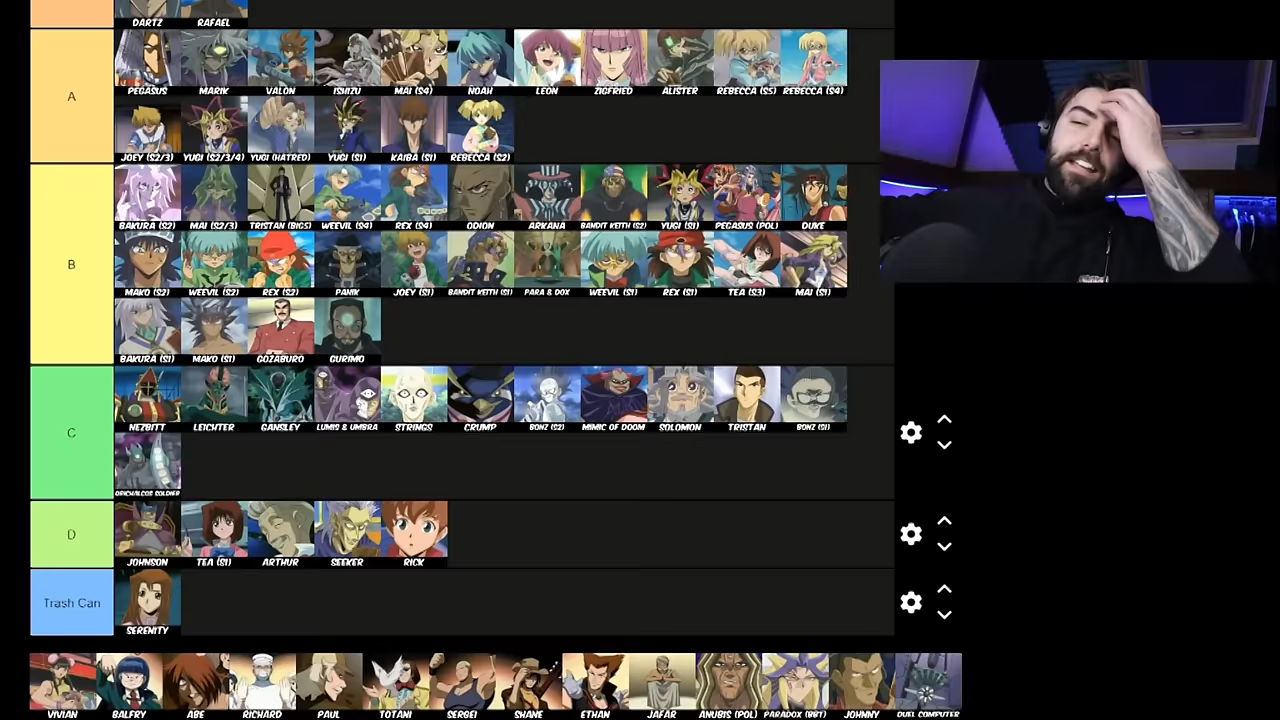 DARTZ RAFAEL
A
PEGASUS MARIK VALON ISHIZU MAI (S4) NOAH LEON ZIGFRIED ALISTER REBECCA (S5) REBECCA (S4)
JOEY (S2/3) YUGI (S2/3/4) YUGI (HATRED) YUGI (S1) KAIBA (S1) REBECCA (S2)
B
BAKURA (S2) MAI (S2/3) TRISTAN (BIG5) WEEVIL (S4) REX (S4) ODION ARKANA BANDIT KEITH (S2) YUGI (S1) PEGASUS (POL) DUKE
MAKO (S2) WEEVIL (S2) REX (S2) PANIK JOEY (S1) BANDIT KEITH (S1) PARA & DOX WEEVIL (S1) REX (S1) TEA (S3) MAI (S1)
BAKURA (S1) MAKO (S1) GOZABURO GURIMO
C
NEZBITT LEICHTER GANSLEY LUMIS & UMBRA STRINGS CRUMP BONZ (S2) MIMIC OF DOOM SOLOMON TRISTAN BONZ (S1)
ORICHALCOS SOLDIER
D
JOHNSON TEA (S1) ARTHUR SEEKER RICK
Trash Can
SERENITY
VIVIAN BALFRY ABE RICHARD PAUL TOTANI SERGEI SHANE ETHAN JAFAR ANUBIS (POL) PARADOX (BBT) JOHNNY DUEL COMPUTER